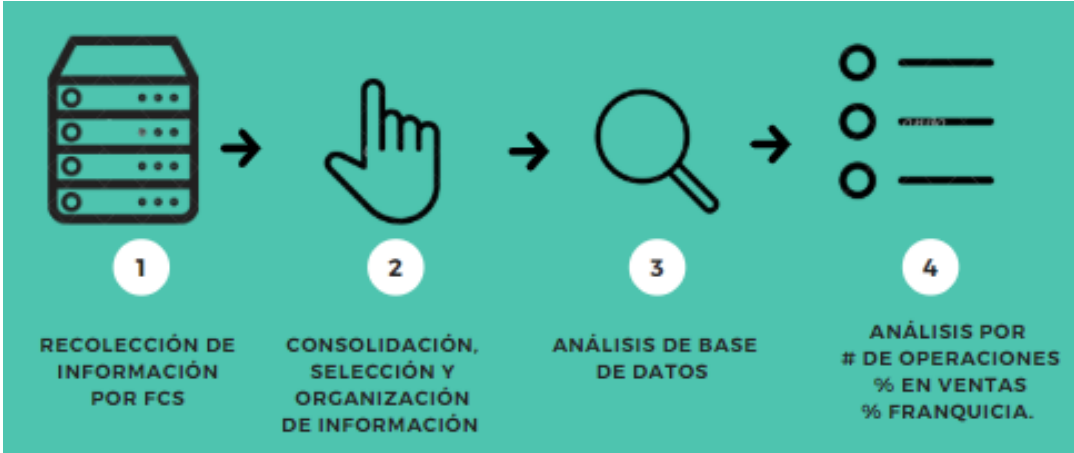 1
RECOLECCIÓN DE
INFORMACIÓN
POR FCS
2
CONSOLIDACIÓN,
SELECCIÓN Y
ORGANIZACIÓN
DE INFORMACIÓN
3
ANÁLISIS DE BASE
DE DATOS
4
ANÁLISIS POR
# DE OPERACIONES
% EN VENTAS
% FRANQUICIA.